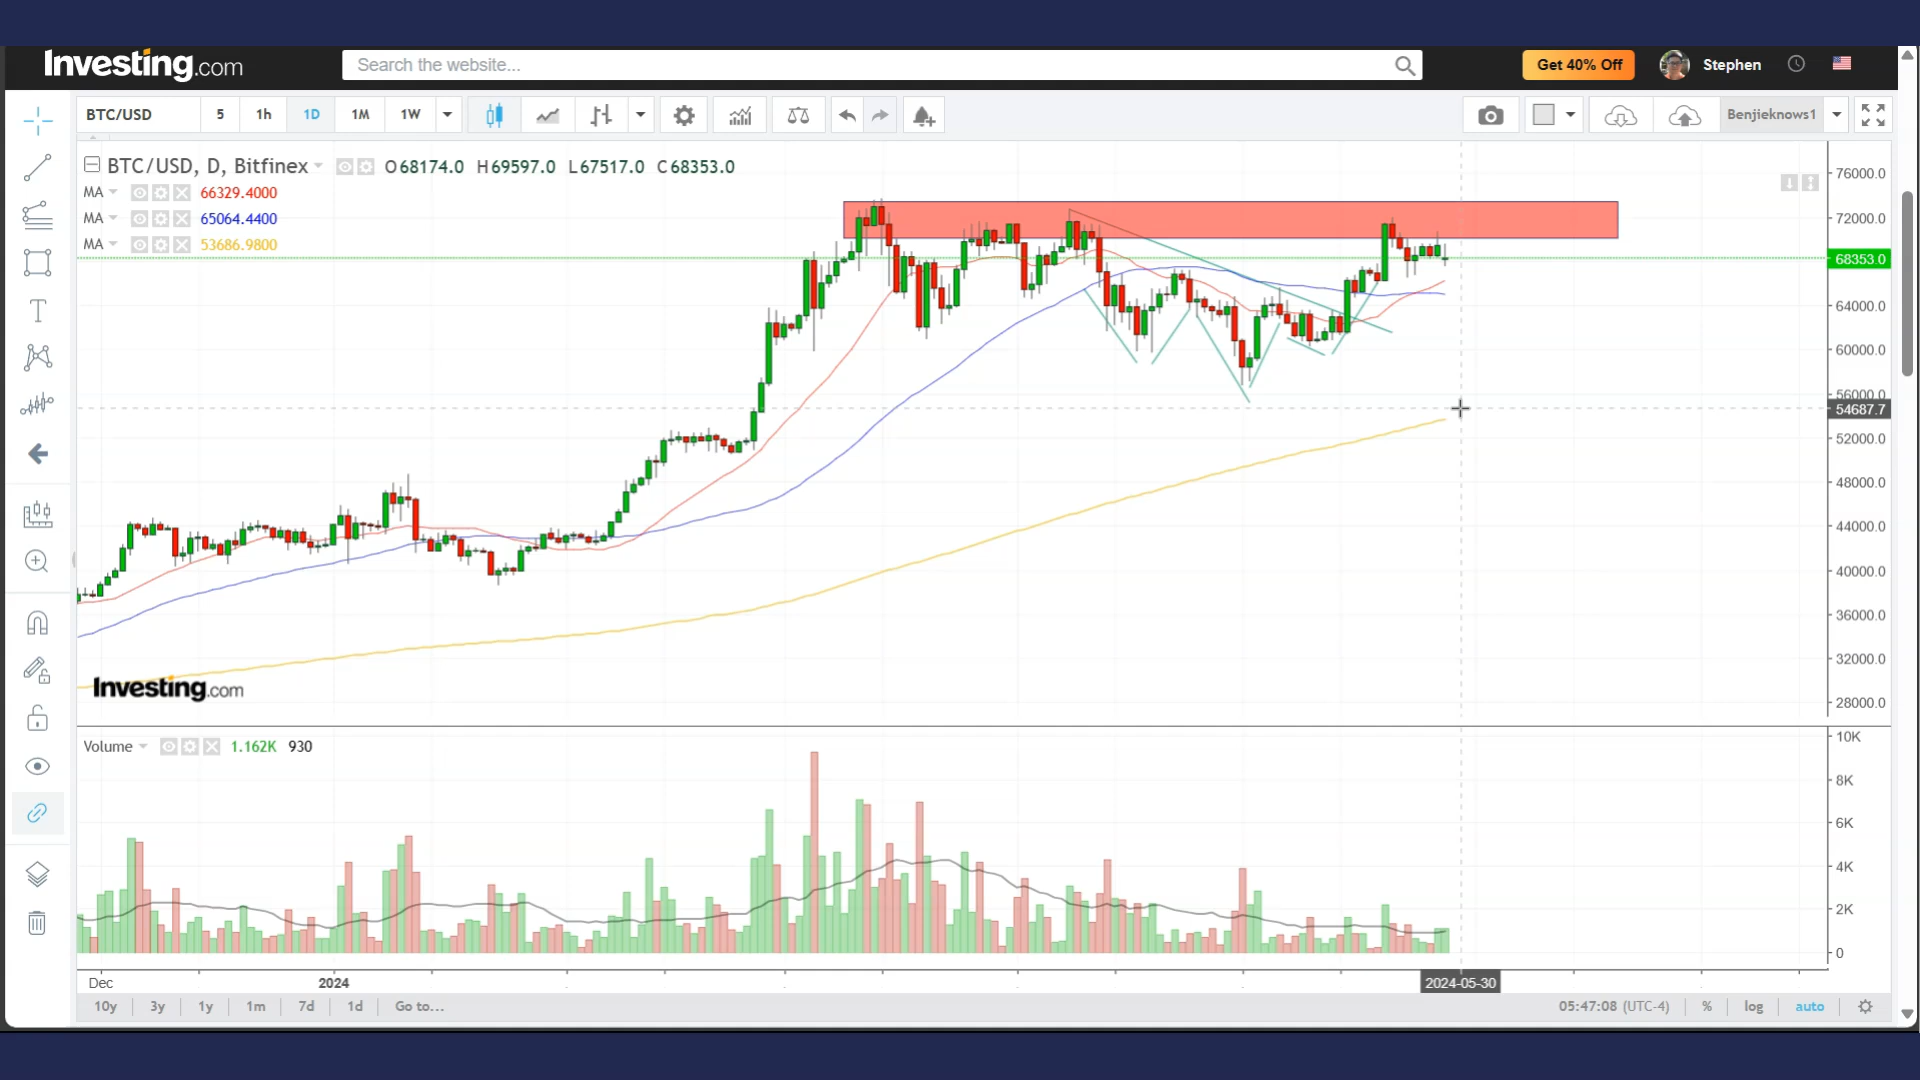 Investing.com
Search the website...
Get 40% Off
Stephen
BTC/USD 5 1h 1D 1M 1W
Benjieknows1
BTC/USD, D, Bitfinex O68174.0 H69597.0 L67517.0 C68353.0
MA 66329.4000
MA 65064.4400
MA 53686.9800
76000.0
72000.0
68353.0
64000.0
60000.0
56000.0
54687.7
52000.0
48000.0
44000.0
40000.0
36000.0
32000.0
28000.0
Investing.com
Volume 1.162K 930
10K
8K
6K
4K
2K
0
Dec 2024 2024-05-30
10y 3y 1y 1m 7d 1d Go to... 05:47:08 (UTC-4) % log auto